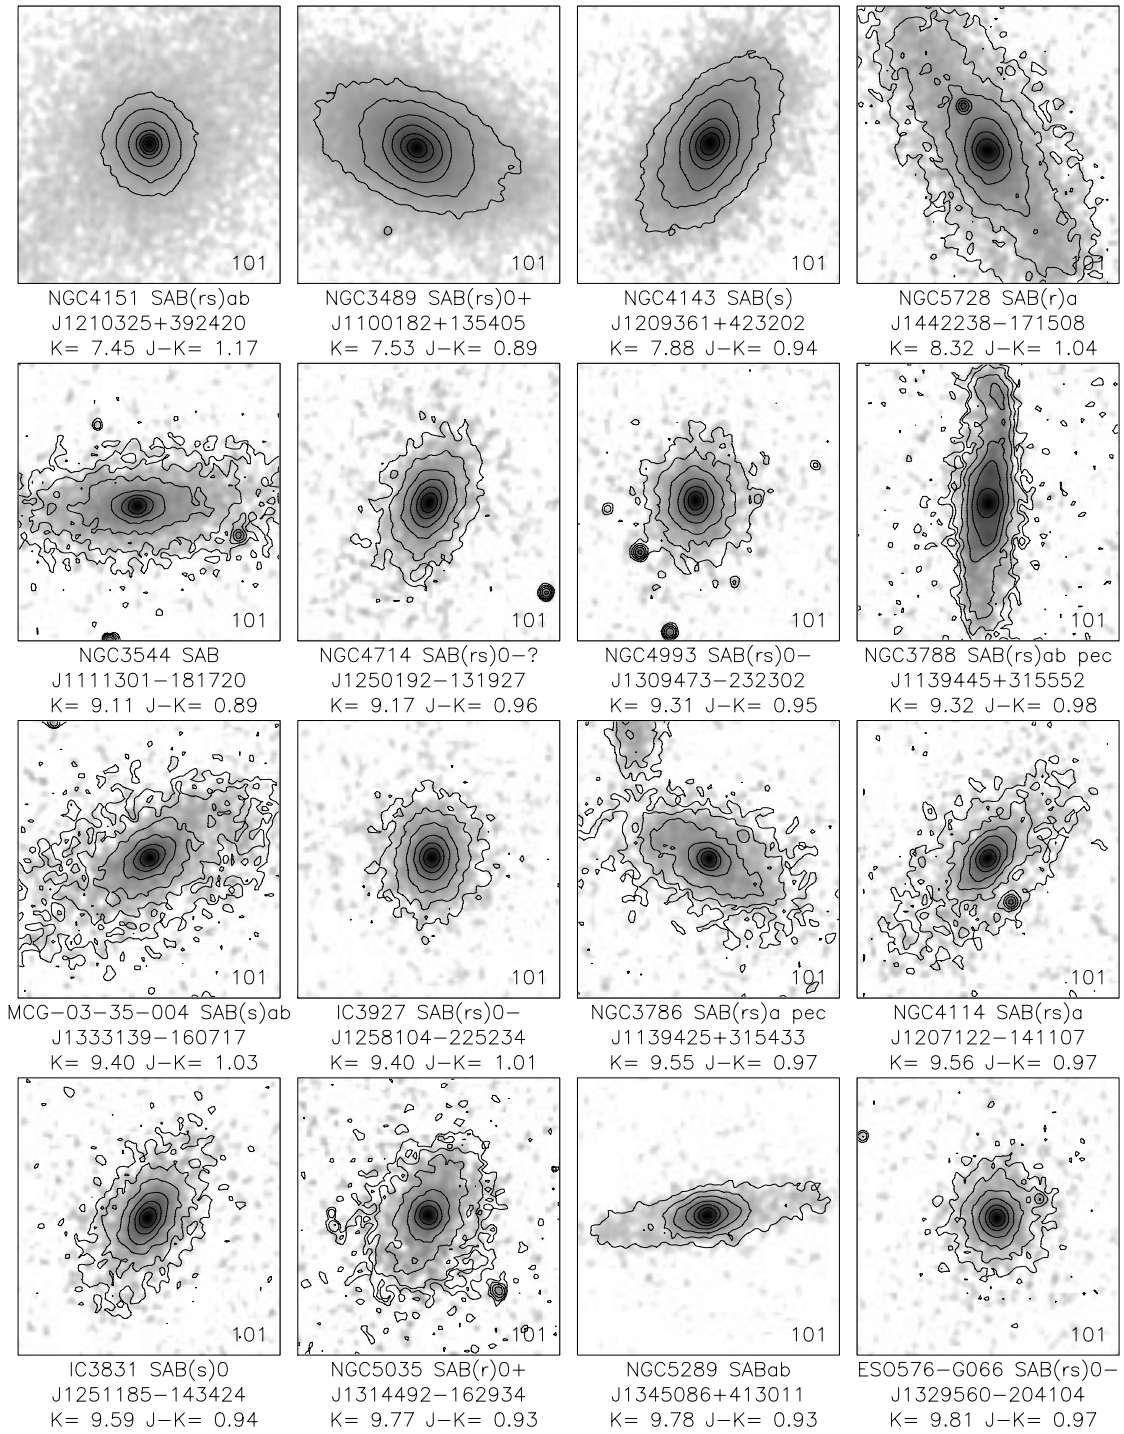 101 101 101 101
NGC4151 SAB(rs)ab NGC3489 SAB(rs)0+ NGC4143 SAB(s) NGC5728 SAB(r)a
J1210325+392420 J1100182+135405 J1209361+423202 J1442238−171508
K= 7.45 J−K= 1.17 K= 7.53 J−K= 0.89 K= 7.88 J−K= 0.94 K= 8.32 J−K= 1.04
101 101 101 101
NGC3544 SAB NGC4714 SAB(rs)0−? NGC4993 SAB(rs)0− NGC3788 SAB(rs)ab pec
J1111301−181720 J1250192−131927 J1309473−232302 J1139445+315552
K= 9.11 J−K= 0.89 K= 9.17 J−K= 0.96 K= 9.31 J−K= 0.95 K= 9.32 J−K= 0.98
101 101 101 101
MCG−03−35−004 SAB(s)ab IC3927 SAB(rs)0− NGC3786 SAB(rs)a pec NGC4114 SAB(rs)a
J1333139−160717 J1258104−225234 J1139425+315433 J1207122−141107
K= 9.40 J−K= 1.03 K= 9.40 J−K= 1.01 K= 9.55 J−K= 0.97 K= 9.56 J−K= 0.97
101 101 101 101
IC3831 SAB(s)0 NGC5035 SAB(r)0+ NGC5289 SABab ESO576−G066 SAB(rs)0−
J1251185−143424 J1314492−162934 J1345086+413011 J1329560−204104
K= 9.59 J−K= 0.94 K= 9.77 J−K= 0.93 K= 9.78 J−K= 0.93 K= 9.81 J−K= 0.97